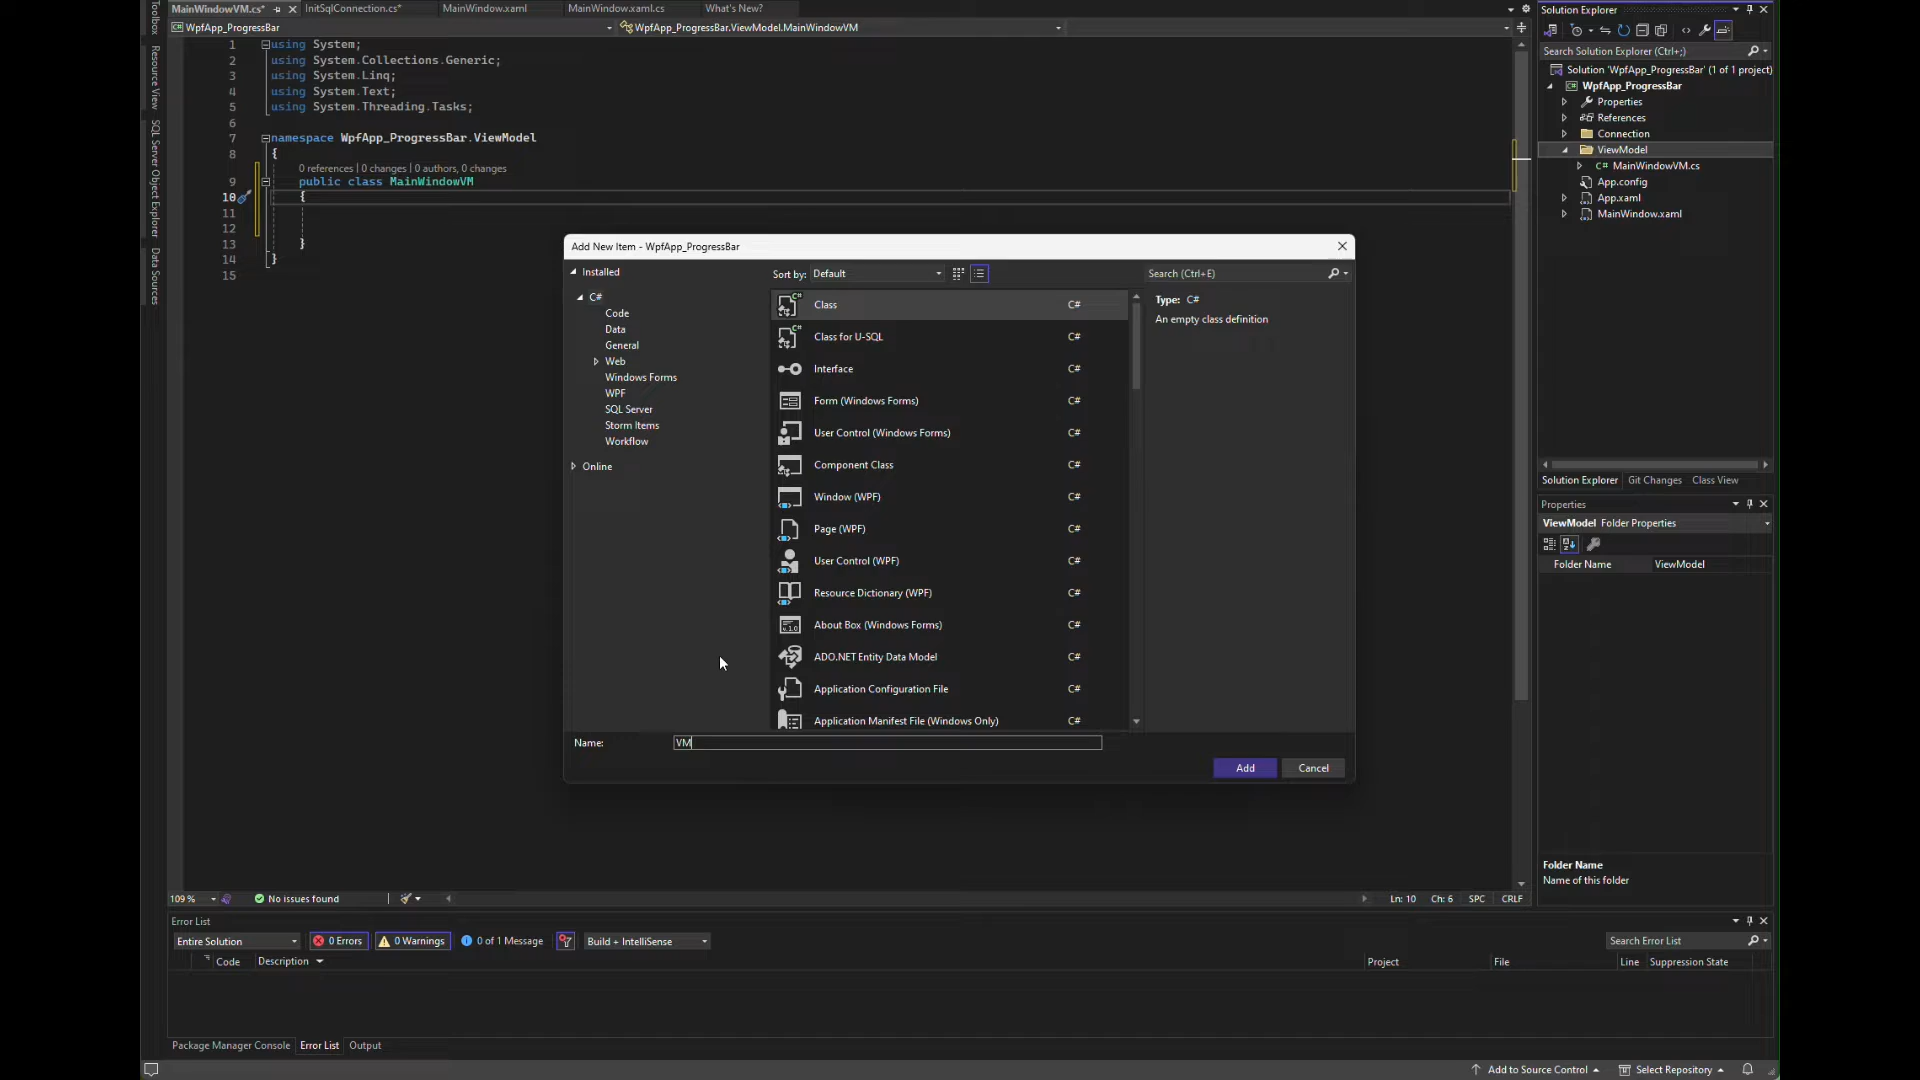 MainWindowVM.cs*
InitSqlConnection.cs*
MainWindow.xaml
MainWindow.xaml.cs
What's New?
WpfApp_ProgressBar
WpfApp_ProgressBar.ViewModel.MainWindowVM
Toolbox
Resource View
SQL Server Object Explorer
Data Sources
1 using System;
2 using System.Collections.Generic;
3 using System.Linq;
4 using System.Text;
5 using System.Threading.Tasks;
6
7 namespace WpfApp_ProgressBar.ViewModel
8 {
0 references | 0 changes | 0 authors, 0 changes
9 public class MainWindowVM
10 {
11
12
13 }
14 }
15
Add New Item - WpfApp_ProgressBar
Installed
C#
Code
Data
General
Web
Windows Forms
WPF
SQL Server
Storm Items
Workflow
Online
Sort by: Default
Search (Ctrl+E)
Class C#
Class for U-SQL C#
Interface C#
Form (Windows Forms) C#
User Control (Windows Forms) C#
Component Class C#
Window (WPF) C#
Page (WPF) C#
User Control (WPF) C#
Resource Dictionary (WPF) C#
About Box (Windows Forms) C#
ADO.NET Entity Data Model C#
Application Configuration File C#
Application Manifest File (Windows Only) C#
Type: C#
An empty class definition
Name: VM
Add
Cancel
Solution Explorer
Search Solution Explorer (Ctrl+;)
Solution 'WpfApp_ProgressBar' (1 of 1 project)
C# WpfApp_ProgressBar
Properties
References
Connection
ViewModel
C# MainWindowVM.cs
App.config
App.xaml
MainWindow.xaml
Solution Explorer
Git Changes
Class View
Properties
ViewModel Folder Properties
Folder Name ViewModel
Folder Name
Name of this folder
109 %
No issues found
Ln: 10
Ch: 6
SPC
CRLF
Error List
Entire Solution
0 Errors
0 Warnings
0 of 1 Message
Build + IntelliSense
Search Error List
Code
Description
Project
File
Line
Suppression State
Package Manager Console
Error List
Output
Add to Source Control
Select Repository